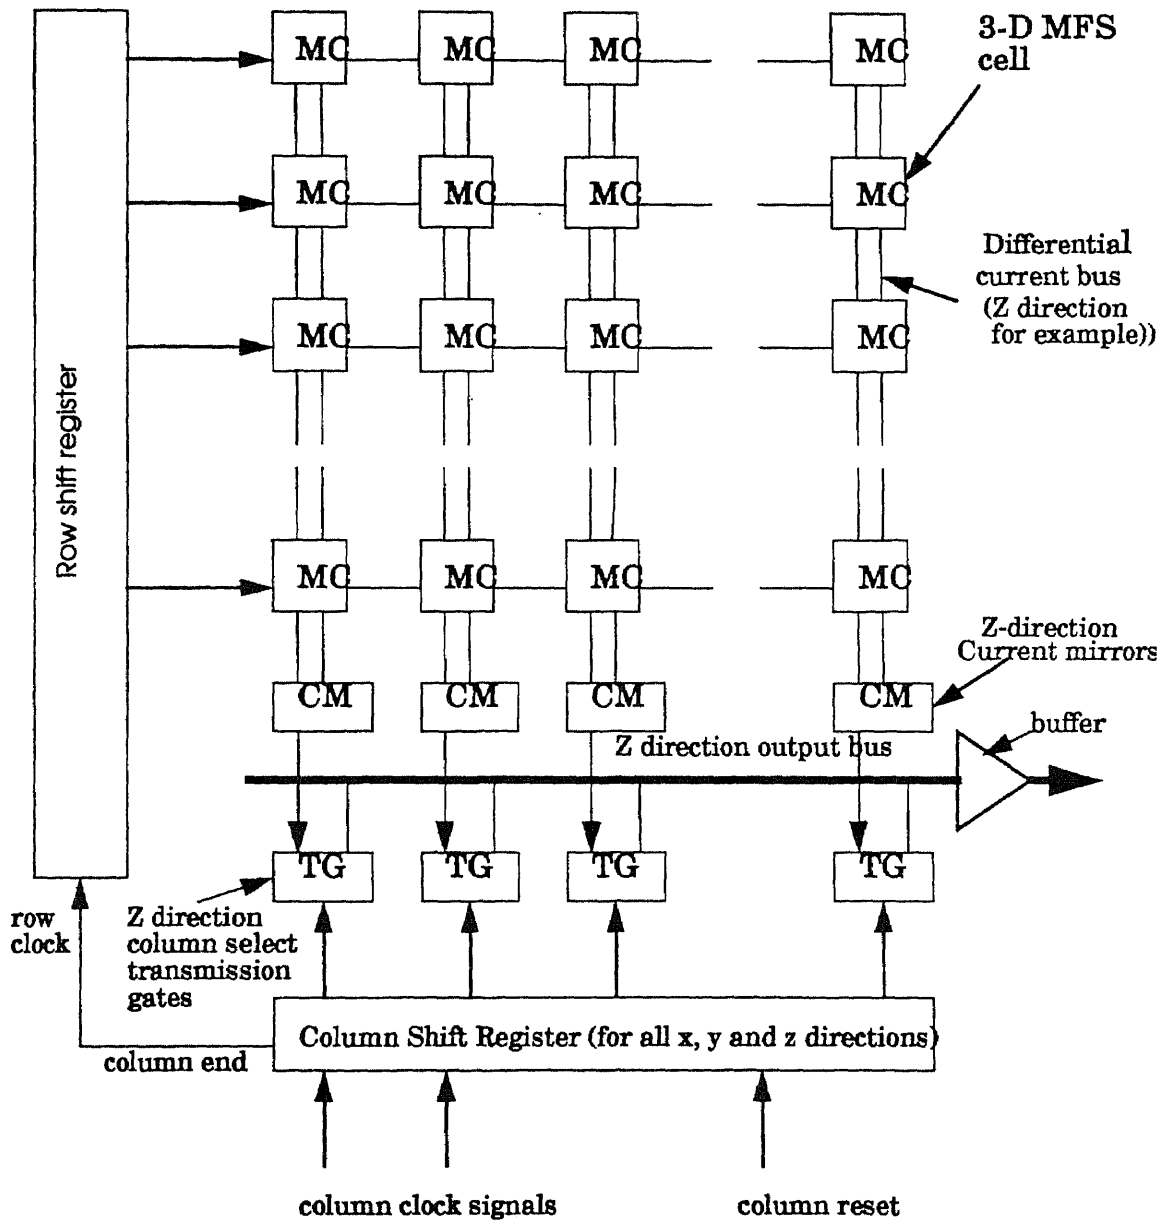 MC MC MC MC
3-D MFS
cell
MC MC MC MC
Differential
current bus
(Z direction
for example))
MC MC MC MC
Row shift register
MC MC MC MC
Z-direction
Current mirrors
CM CM CM CM
buffer
Z direction output bus
TG TG TG TG
row
clock
Z direction
column select
transmission
gates
Column Shift Register (for all x, y and z directions)
column end
column clock signals
column reset